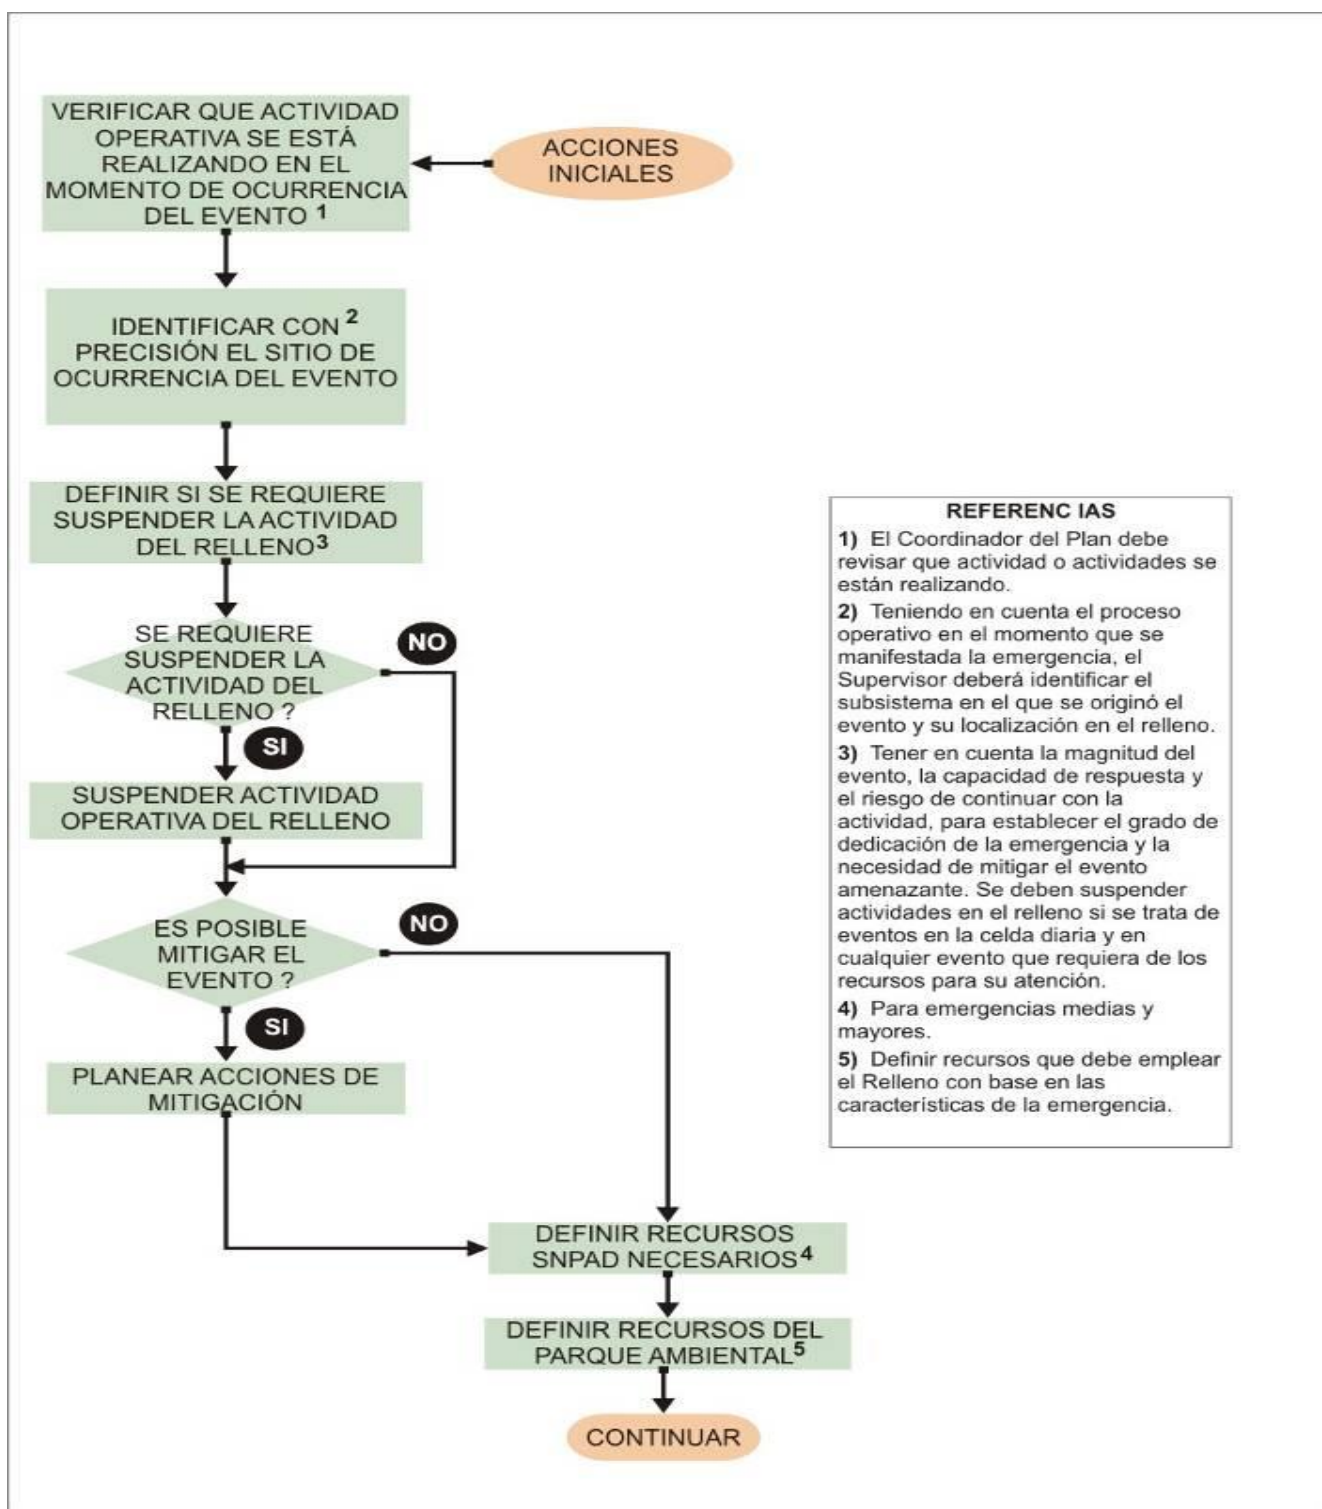 ACCIONES
INICIALES
VERIFICAR QUE ACTIVIDAD
OPERATIVA SE ESTÁ
REALIZANDO EN EL
MOMENTO DE OCURRENCIA
DEL EVENTO 1
IDENTIFICAR CON 2
PRECISIÓN EL SITIO DE
OCURRENCIA DEL EVENTO
DEFINIR SI SE REQUIERE
SUSPENDER LA ACTIVIDAD
DEL RELLENO 3
SE REQUIERE
SUSPENDER LA
ACTIVIDAD DEL
RELLENO ?
NO
SI
SUSPENDER ACTIVIDAD
OPERATIVA DEL RELLENO
ES POSIBLE
MITIGAR EL
EVENTO ?
NO
SI
PLANEAR ACCIONES DE
MITIGACIÓN
DEFINIR RECURSOS
SNPAD NECESARIOS 4
DEFINIR RECURSOS DEL
PARQUE AMBIENTAL 5
CONTINUAR
REFERENC IAS
1) El Coordinador del Plan debe
revisar que actividad o actividades se
están realizando.
2) Teniendo en cuenta el proceso
operativo en el momento que se
manifestada la emergencia, el
Supervisor deberá identificar el
subsistema en el que se originó el
evento y su localización en el relleno.
3) Tener en cuenta la magnitud del
evento, la capacidad de respuesta y
el riesgo de continuar con la
actividad, para establecer el grado de
dedicación de la emergencia y la
necesidad de mitigar el evento
amenazante. Se deben suspender
actividades en el relleno si se trata de
eventos en la celda diaria y en
cualquier evento que requiera de los
recursos para su atención.
4) Para emergencias medias y
mayores.
5) Definir recursos que debe emplear
el Relleno con base en las
características de la emergencia.